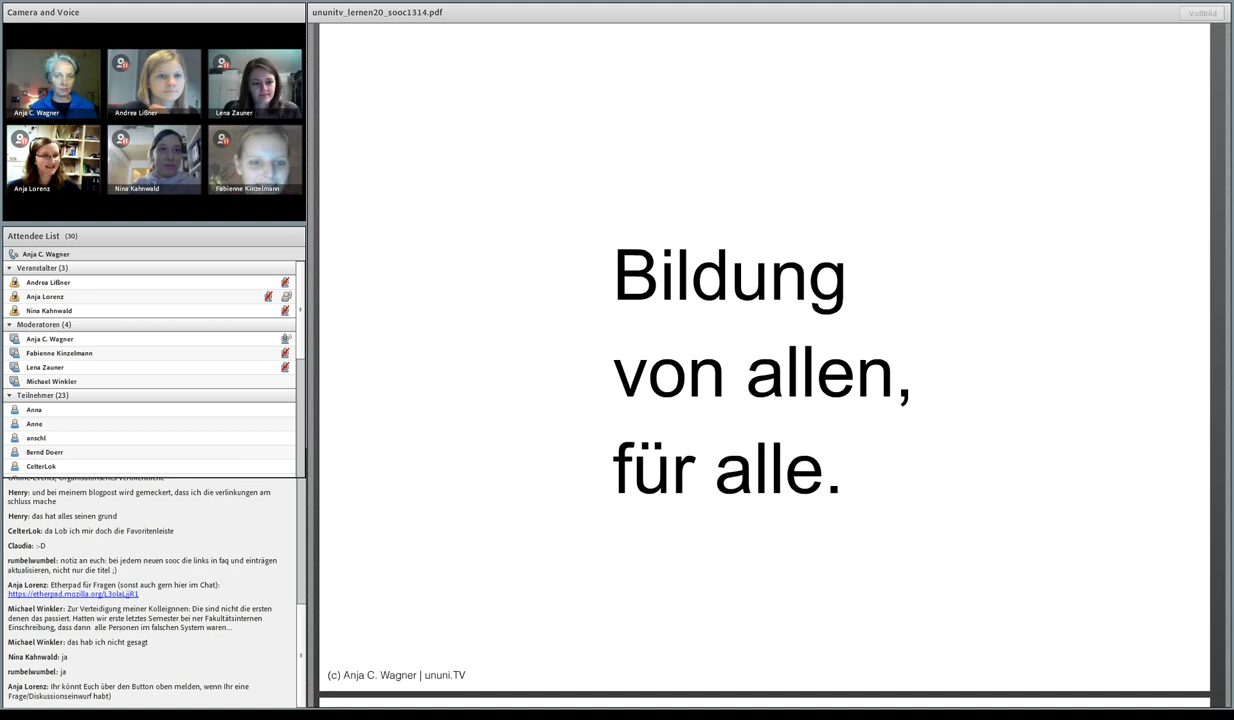 Camera and Voice
Anja C. Wagner
Andrea Lißner
Lena Zauner
Anja Lorenz
Nina Kahnwald
Fabienne Kinzelmann
Attendee List (30)
Anja C. Wagner
Veranstalter (3)
Andrea Lißner
Anja Lorenz
Nina Kahnwald
Moderatoren (4)
Anja C. Wagner
Fabienne Kinzelmann
Lena Zauner
Michael Winkler
Teilnehmer (23)
Anna
Anne
anschl
Bernd Doerr
CelterLok
Henry: und bei meinem blogpost wird gemeckert, dass ich die verlinkungen am
schluss mache
Henry: das hat alles seinen grund
CelterLok: da Lob ich mir doch die Favoritenleiste
Claudia: :-D
rumbelwumbel: notiz an euch: bei jedem neuen sooc die links in faq und einträgen
aktualisieren, nicht nur die titel ;)
Anja Lorenz: Etherpad für Fragen (sonst auch gern hier im Chat):
https://etherpad.mozilla.org/L3olaLjjR1
Michael Winkler: Zur Verteidigung meiner Kolleignnen: Die sind nicht die ersten
denen das passiert. Hatten wir erste letztes Semester bei ner Fakultätsinternen
Einschreibung, dass dann alle Personen im falschen System waren...
Michael Winkler: das hab ich nicht gesagt
Nina Kahnwald: ja
rumbelwumbel: ja
Anja Lorenz: Ihr könnt Euch über den Button oben melden, wenn Ihr eine
Frage/Diskussionseinwurf habt)
ununitv_lernen20_sooc1314.pdf
Vollbild
Bildung
von allen,
für alle.
(c) Anja C. Wagner | ununi.TV